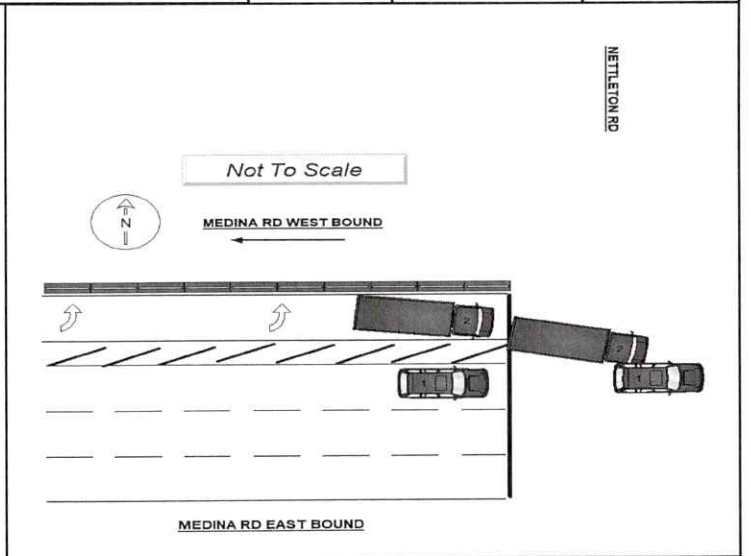 NETTLETON RD
Not To Scale
N
MEDINA RD WEST BOUND
2
2
1
1
MEDINA RD EAST BOUND